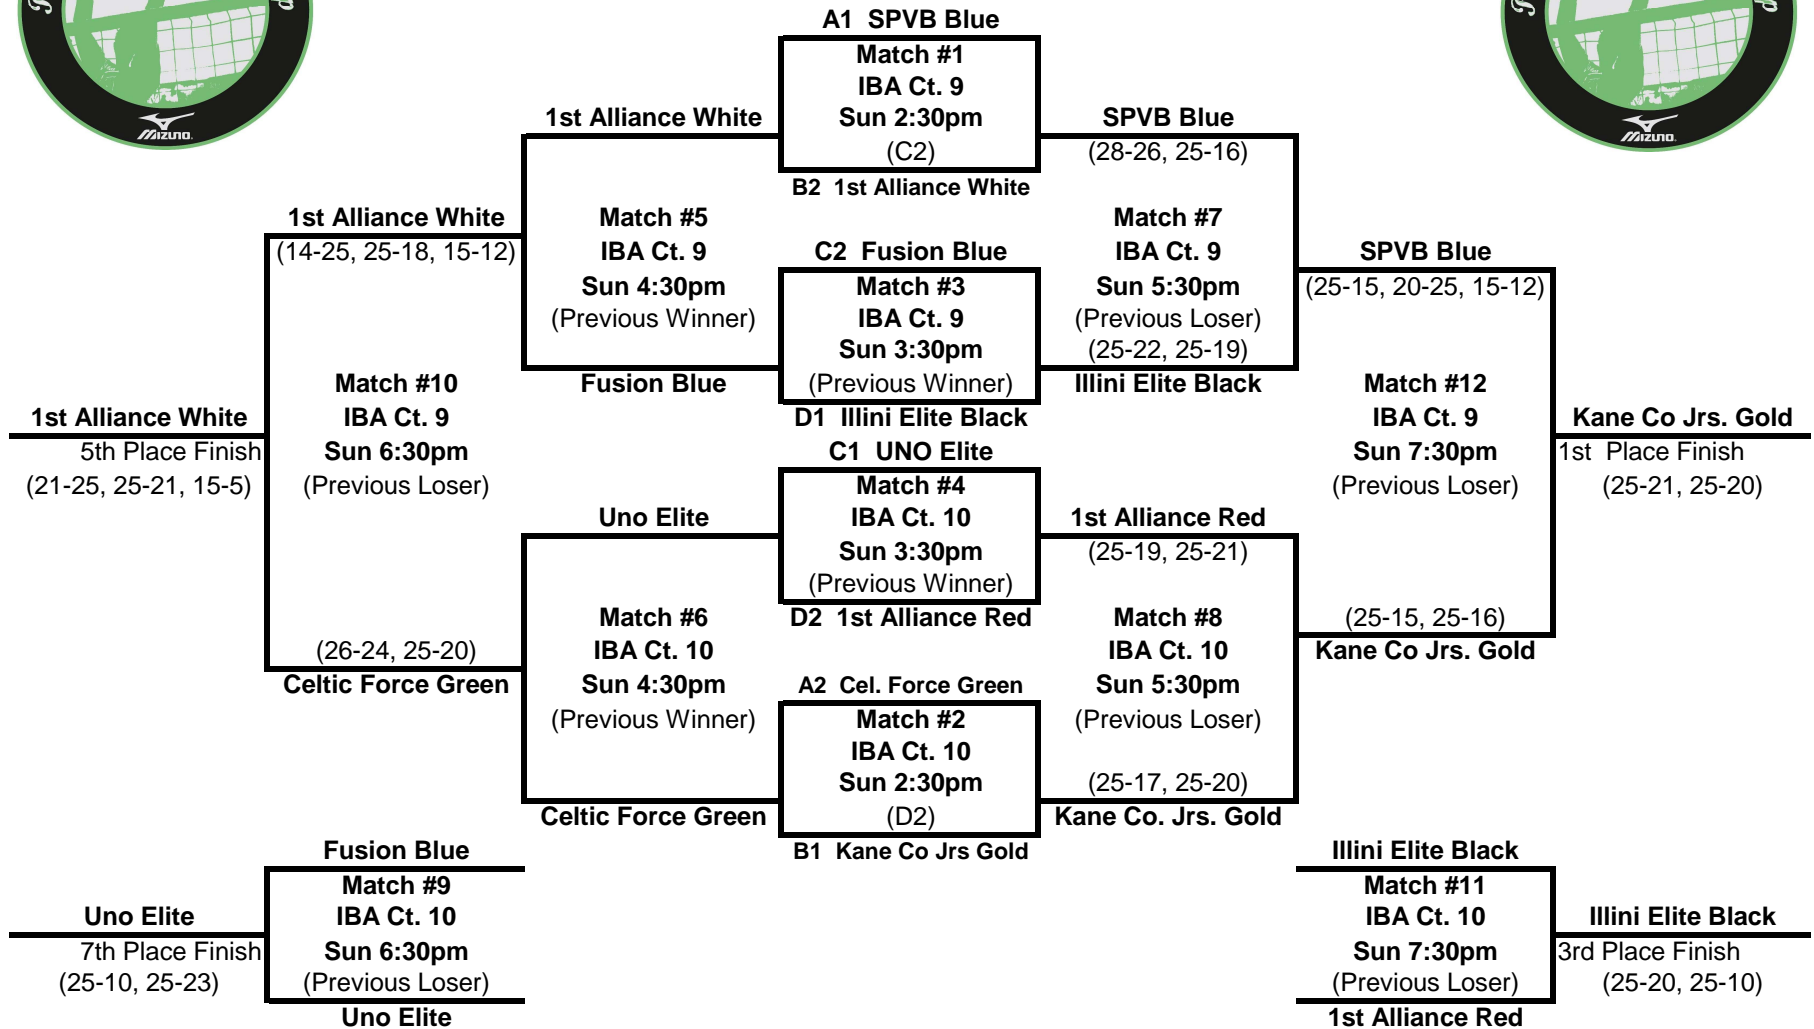 A1 SPVB Blue
Match #1
IBA Ct. 9
Sun 2:30pm
(C2)
B2 1st Alliance White
1st Alliance White
SPVB Blue
(28-26, 25-16)
MIZUNO.
MIZUNO.
1st Alliance White
(14-25, 25-18, 15-12)
Match #5
IBA Ct. 9
Sun 4:30pm
(Previous Winner)
Fusion Blue
C2 Fusion Blue
Match #3
IBA Ct. 9
Sun 3:30pm
(Previous Winner)
D1 Illini Elite Black
Match #7
IBA Ct. 9
Sun 5:30pm
(Previous Loser)
(25-22, 25-19)
Illini Elite Black
SPVB Blue
(25-15, 20-25, 15-12)
1st Alliance White
5th Place Finish
(21-25, 25-21, 15-5)
Match #10
IBA Ct. 9
Sun 6:30pm
(Previous Loser)
Match #12
IBA Ct. 9
Sun 7:30pm
(Previous Loser)
Kane Co Jrs. Gold
1st Place Finish
(25-21, 25-20)
C1 UNO Elite
Match #4
IBA Ct. 10
Sun 3:30pm
(Previous Winner)
D2 1st Alliance Red
Uno Elite
1st Alliance Red
(25-19, 25-21)
(26-24, 25-20)
Celtic Force Green
Match #6
IBA Ct. 10
Sun 4:30pm
(Previous Winner)
Celtic Force Green
A2 Cel. Force Green
Match #2
IBA Ct. 10
Sun 2:30pm
(D2)
B1 Kane Co Jrs Gold
Match #8
IBA Ct. 10
Sun 5:30pm
(Previous Loser)
(25-17, 25-20)
Kane Co. Jrs. Gold
(25-15, 25-16)
Kane Co Jrs. Gold
Fusion Blue
Match #9
IBA Ct. 10
Sun 6:30pm
(Previous Loser)
Uno Elite
Uno Elite
7th Place Finish
(25-10, 25-23)
Illini Elite Black
Match #11
IBA Ct. 10
Sun 7:30pm
(Previous Loser)
1st Alliance Red
Illini Elite Black
3rd Place Finish
(25-20, 25-10)